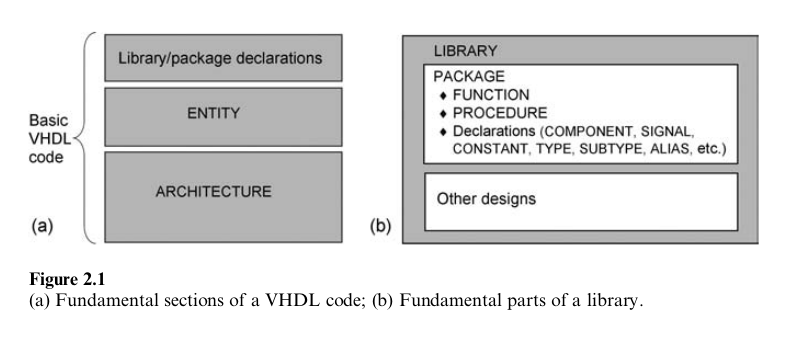 Basic
VHDL
code
Library/package declarations
ENTITY
ARCHITECTURE
(a)
LIBRARY
PACKAGE
♦ FUNCTION
♦ PROCEDURE
♦ Declarations (COMPONENT, SIGNAL,
CONSTANT, TYPE, SUBTYPE, ALIAS, etc.)
Other designs
(b)
Figure 2.1
(a) Fundamental sections of a VHDL code; (b) Fundamental parts of a library.